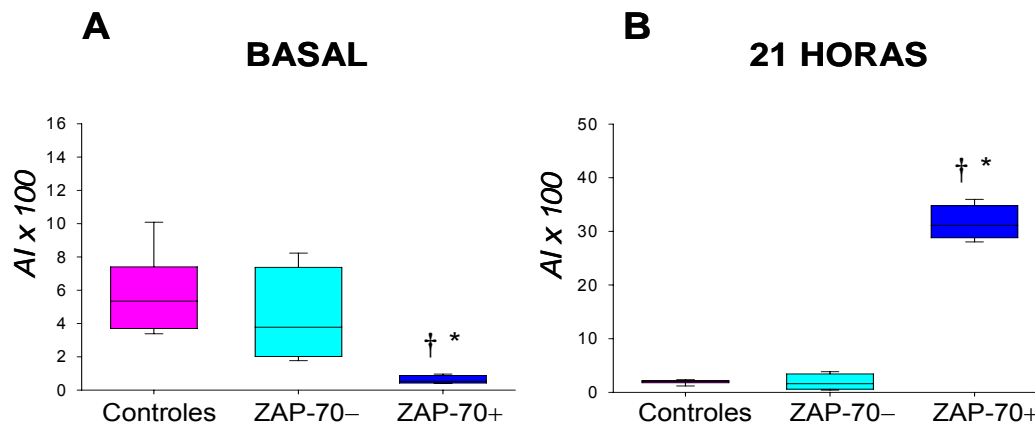 A
BASAL
AI x 100
16
14
12
10
8
6
4
2
0
† *
Controles ZAP-70− ZAP-70+
B
21 HORAS
AI x 100
50
40
30
20
10
0
† *
Controles ZAP-70− ZAP-70+